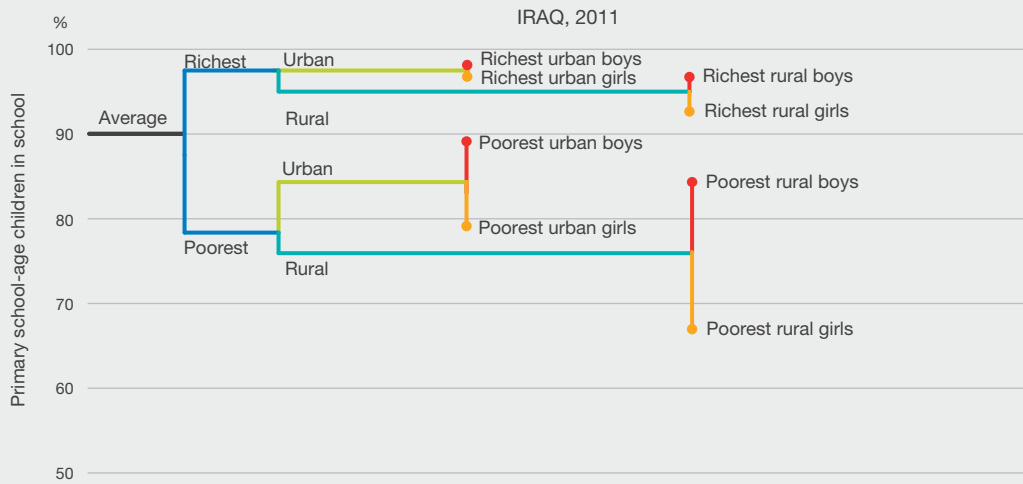 IRAQ, 2011
%
100
90
80
70
60
50
Primary school-age children in school
Average
Richest
Urban
Rural
Richest urban boys
Richest urban girls
Richest rural boys
Richest rural girls
Poorest
Urban
Rural
Poorest urban boys
Poorest urban girls
Poorest rural boys
Poorest rural girls